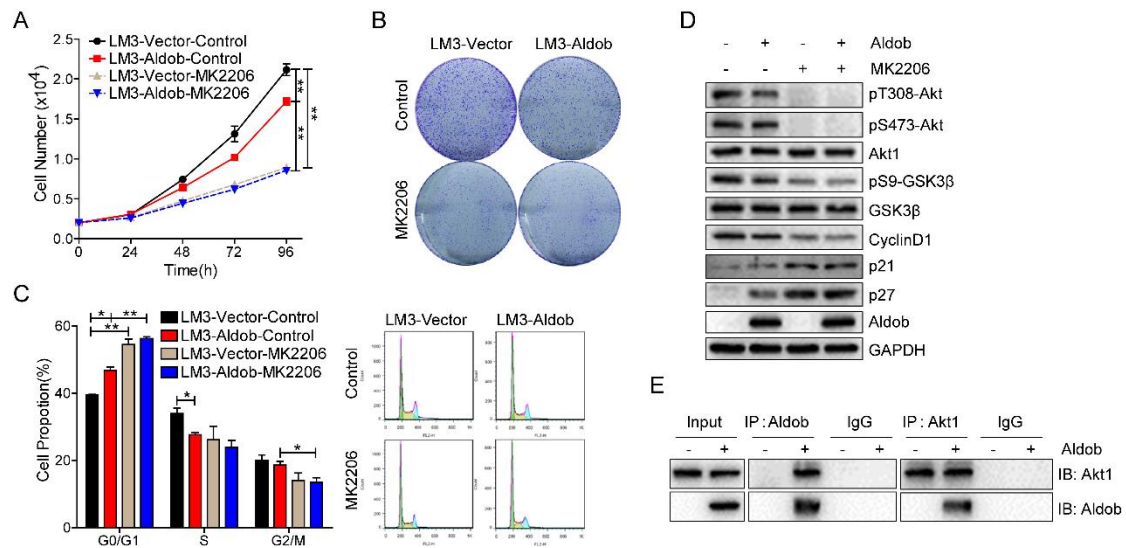 A
LM3-Vector-Control
LM3-Aldob-Control
LM3-Vector-MK2206
LM3-Aldob-MK2206
Cell Number (x10⁴)
2.5
2.0
1.5
1.0
0.5
0.0
**
**
**
0 24 48 72 96
Time(h)
B
LM3-Vector LM3-Aldob
Control
MK2206
C
LM3-Vector-Control
LM3-Aldob-Control
LM3-Vector-MK2206
LM3-Aldob-MK2206
Cell Propotion(%)
60
40
20
0
* **
**
*
*
G0/G1 S G2/M
LM3-Vector LM3-Aldob
Control
MK2206
D
- + - + Aldob
- - + + MK2206
pT308-Akt
pS473-Akt
Akt1
pS9-GSK3β
GSK3β
CyclinD1
p21
p27
Aldob
GAPDH
E
Input IP:Aldob IgG IP:Akt1 IgG
- + - + - + - + - + Aldob
IB: Akt1
IB: Aldob